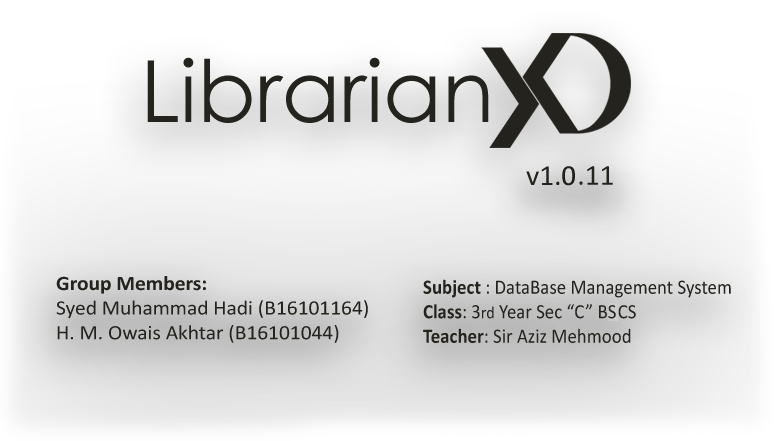 LibrarianXD
v1.0.11
Group Members:
Syed Muhammad Hadi (B16101164)
H. M. Owais Akhtar (B16101044)
Subject : DataBase Management System
Class: 3rd Year Sec “C” BSCS
Teacher: Sir Aziz Mehmood